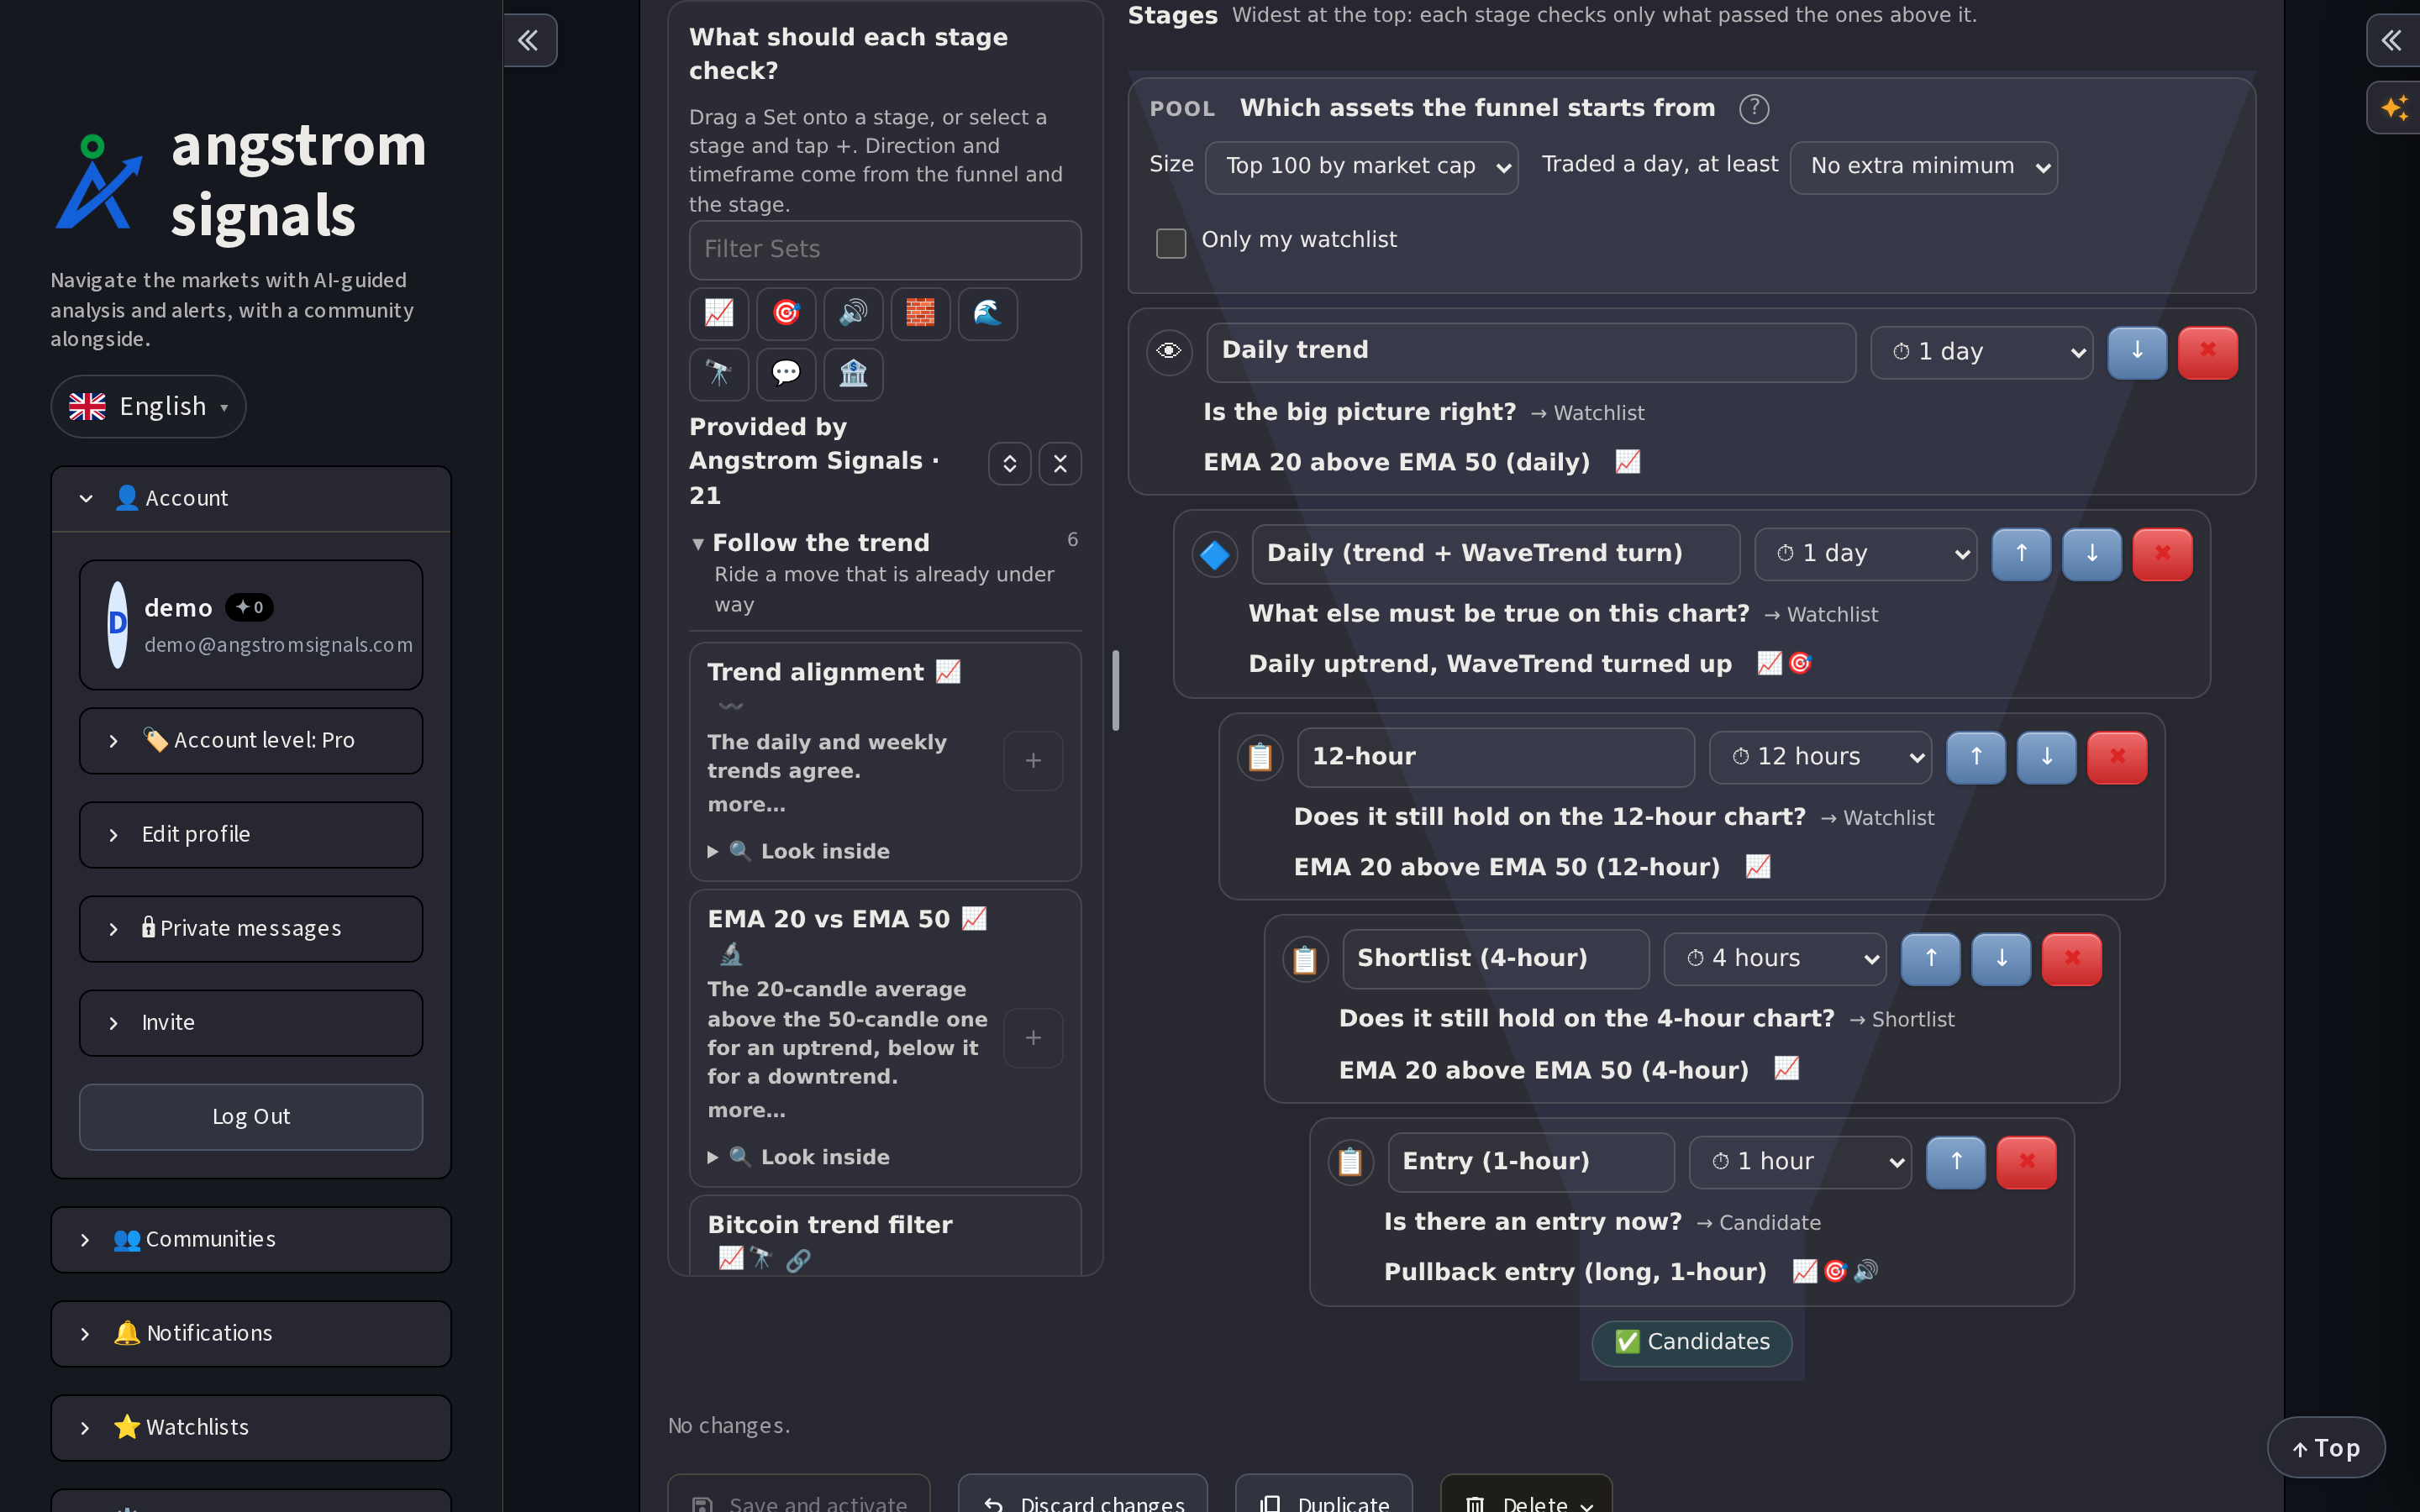 angstrom
signals
Navigate the markets with AI-guided
analysis and alerts, with a community
alongside.
English
Account
D
demo
0
demo@angstromsignals.com
Account level: Pro
Edit profile
Private messages
Invite
Log Out
Communities
Notifications
Watchlists
What should each stage
check?
Drag a Set onto a stage, or select a
stage and tap +. Direction and
timeframe come from the funnel and
the stage.
Filter Sets
Provided by
Angstrom Signals ·
21
Follow the trend
6
Ride a move that is already under
way
Trend alignment
The daily and weekly
trends agree.
more…
+
Look inside
EMA 20 vs EMA 50
The 20-candle average
above the 50-candle one
for an uptrend, below it
for a downtrend.
more…
+
Look inside
Bitcoin trend filter
Stages Widest at the top: each stage checks only what passed the ones above it.
POOL Which assets the funnel starts from ?
Size Top 100 by market cap Traded a day, at least No extra minimum
Only my watchlist
Daily trend 1 day ↓
Is the big picture right? → Watchlist
EMA 20 above EMA 50 (daily)
Daily (trend + WaveTrend turn) 1 day ↑ ↓
What else must be true on this chart? → Watchlist
Daily uptrend, WaveTrend turned up
12-hour 12 hours ↑ ↓
Does it still hold on the 12-hour chart? → Watchlist
EMA 20 above EMA 50 (12-hour)
Shortlist (4-hour) 4 hours ↑ ↓
Does it still hold on the 4-hour chart? → Shortlist
EMA 20 above EMA 50 (4-hour)
Entry (1-hour) 1 hour ↑
Is there an entry now? → Candidate
Pullback entry (long, 1-hour)
Candidates
No changes.
Save and activate
Discard changes
Duplicate
Delete
↑ Top